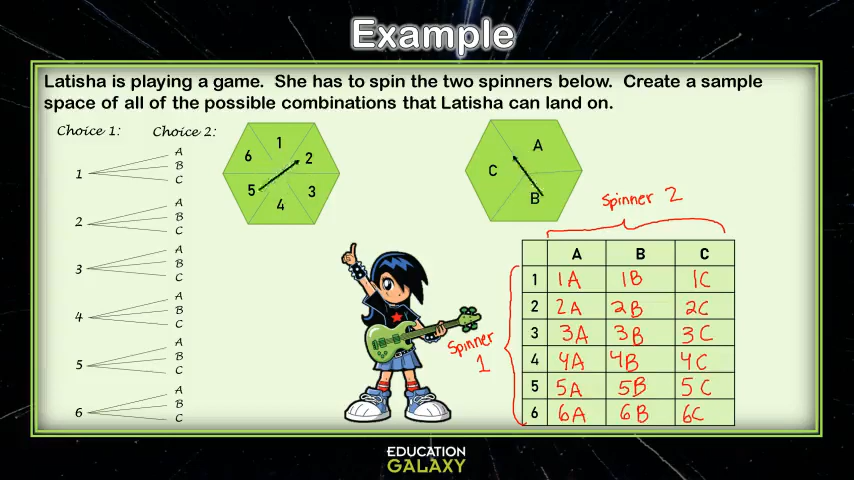 Example
Latisha is playing a game. She has to spin the two spinners below. Create a sample
space of all of the possible combinations that Latisha can land on.
Choice 1: Choice 2:
A
1 B
C
A
2 B
C
A
3 B
C
A
4 B
C
A
5 B
C
A
6 B
C
1
6 2
5 3
4
A
C
B
Spinner 2
Spinner
1
A B C
1 1A 1B 1C
2 2A 2B 2C
3 3A 3B 3C
4 4A 4B 4C
5 5A 5B 5C
6 6A 6B 6C
EDUCATION
GALAXY